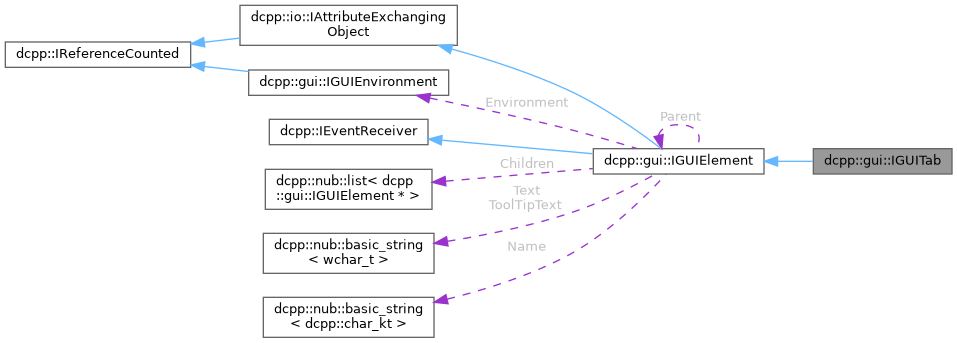 dcpp::io::IAttributeExchanging
Object
dcpp::IReferenceCounted
dcpp::gui::IGUIEnvironment
Environment
Parent
dcpp::IEventReceiver
dcpp::gui::IGUIElement
dcpp::gui::IGUITab
Children
dcpp::nub::list< dcpp
::gui::IGUIElement * >
Text
ToolTipText
dcpp::nub::basic_string
< wchar_t >
Name
dcpp::nub::basic_string
< dcpp::char_kt >